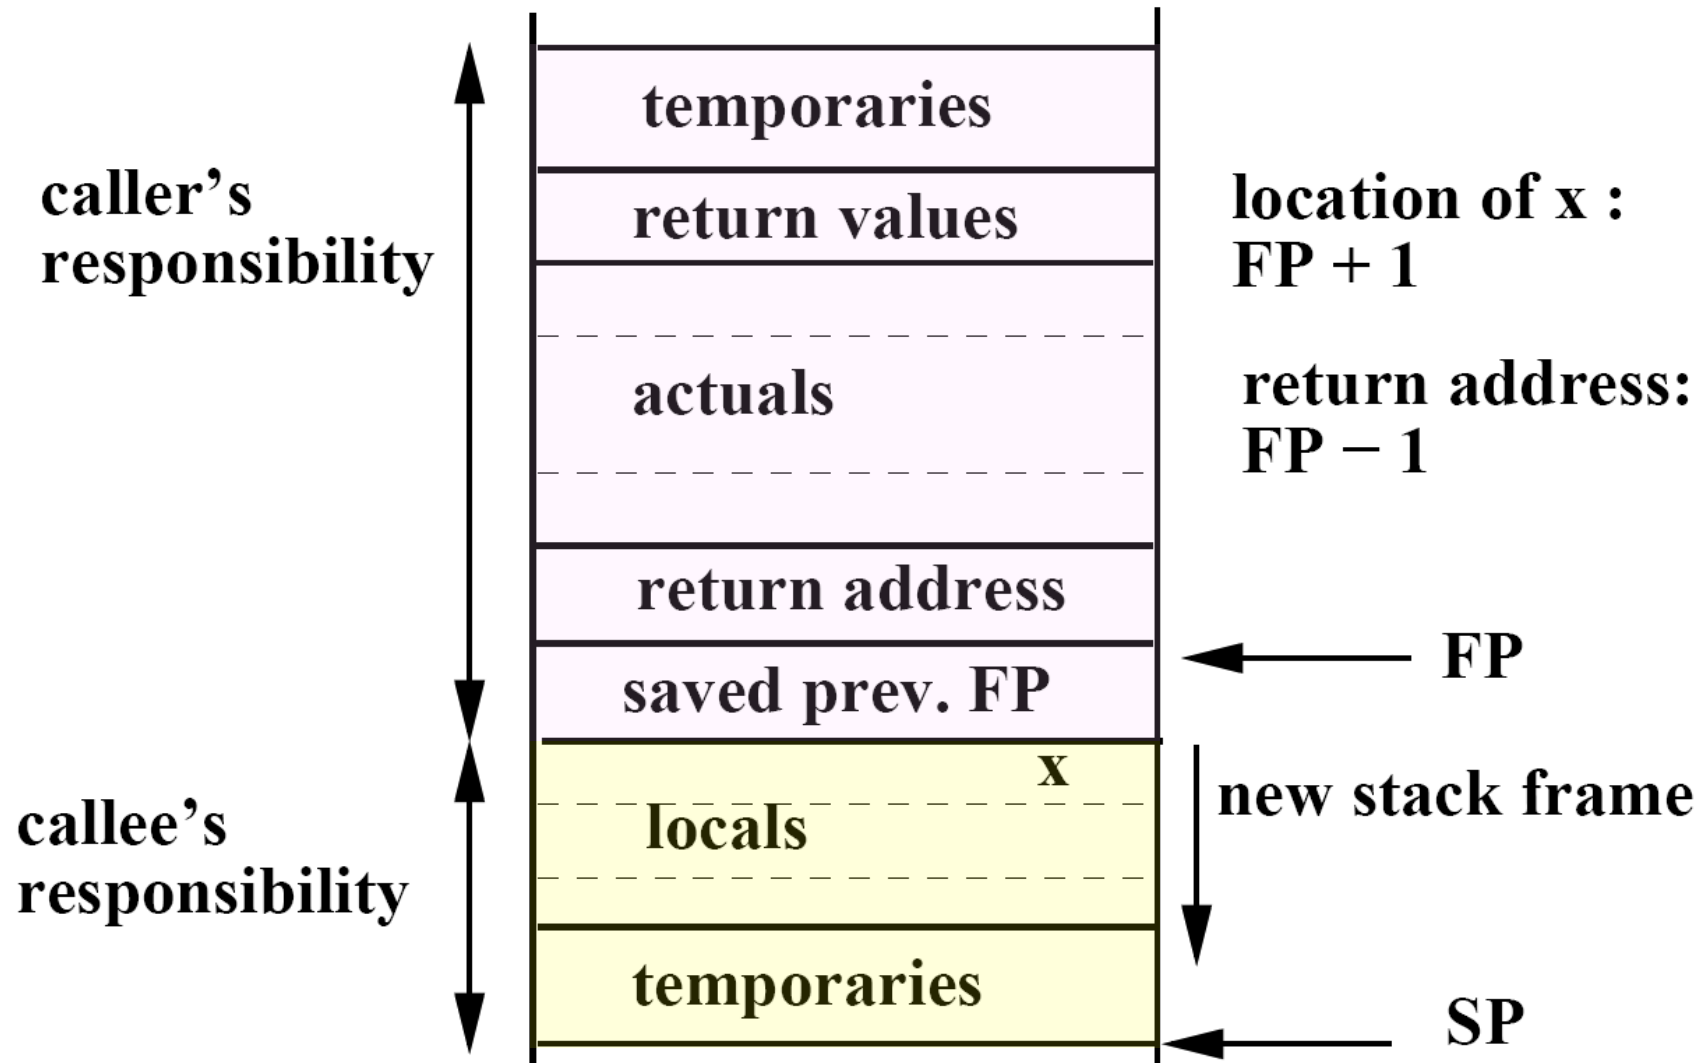 temporaries
caller’s
responsibility
return values
location of x :
FP + 1
actuals
return address:
FP − 1
return address
FP
saved prev. FP
x
new stack frame
callee’s
responsibility
locals
temporaries
SP